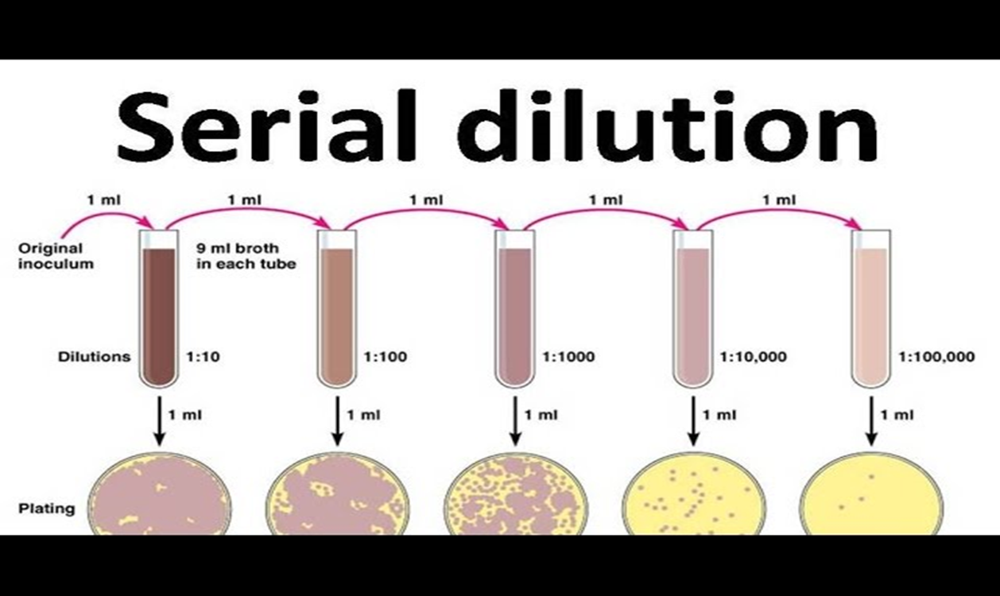 Serial dilution
1 ml 1 ml 1 ml 1 ml 1 ml
Original
inoculum
9 ml broth
in each tube
Dilutions 1:10 1:100 1:1000 1:10,000 1:100,000
1 ml 1 ml 1 ml 1 ml 1 ml
Plating